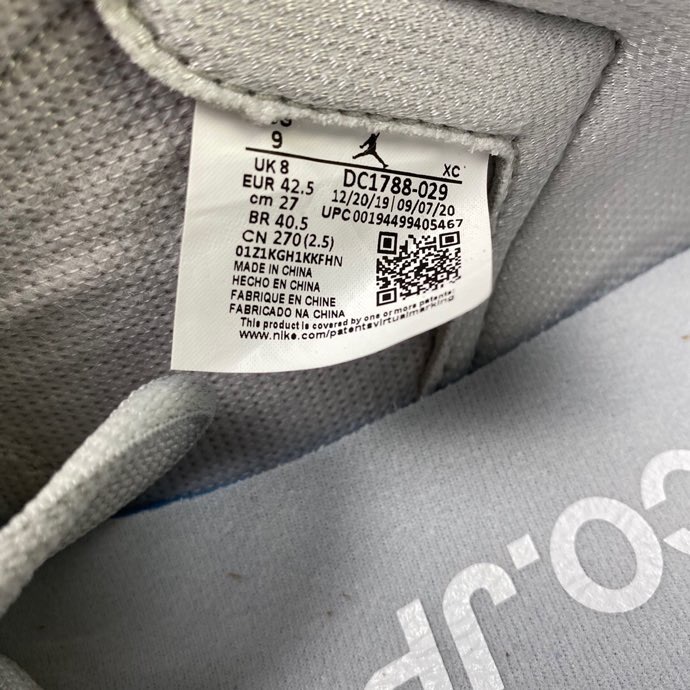 9
UK 8
EUR 42.5
cm 27
BR 40.5
CN 270 (2.5)
01Z1KGH1KKFHN
MADE IN CHINA
HECHO EN CHINA
FABRIQUE EN CHINE
FABRICADO NA CHINA
XC
DC1788-029
12/20/19 | 09/07/20
UPC 00194499405467
This product is covered by one or more patents:
www.nike.com/patentsvirtualmarking
CO.JP